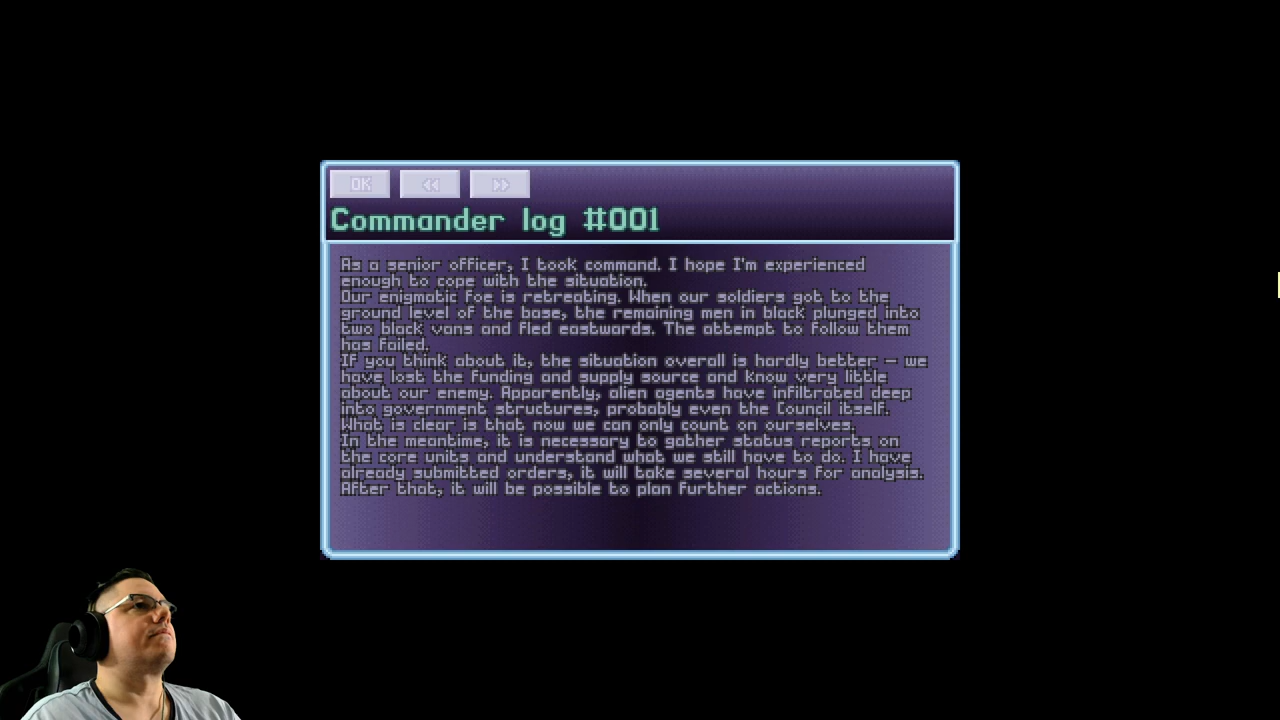 OK
Commander log #001
As a senior officer, I took command. I hope I'm experienced
enough to cope with the situation.
Our enigmatic foe is retreating. When our soldiers got to the
ground level of the base, the remaining men in black plunged into
two black vans and fled eastwards. The attempt to follow them
has failed.
If you think about it, the situation overall is hardly better – we
have lost the funding and supply source and know very little
about our enemy. Apparently, alien agents have infiltrated deep
into government structures, probably even the Council itself.
What is clear is that now we can only count on ourselves.
In the meantime, it is necessary to gather status reports on
the core units and understand what we still have to do. I have
already submitted orders, it will take several hours for analysis.
After that, it will be possible to plan further actions.